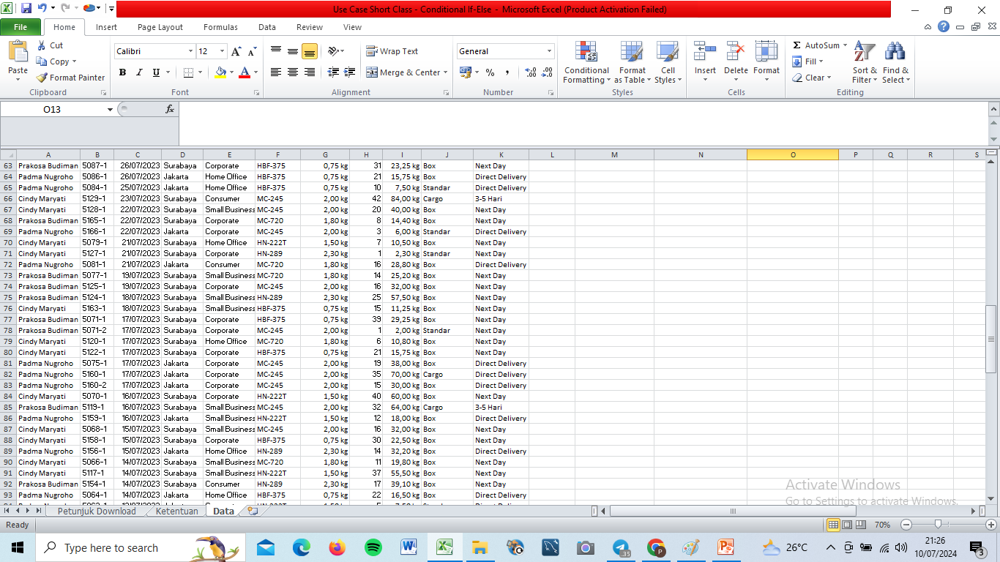 Use Case Short Class - Conditional If-Else - Microsoft Excel (Product Activation Failed)
File Home Insert Page Layout Formulas Data Review View
Paste Cut Copy Format Painter Clipboard
Calibri 12 B I U Font
Wrap Text Merge & Center Alignment
General % , Number
Conditional Formatting Format as Table Cell Styles Styles
Insert Delete Format Cells
Σ AutoSum Fill Clear Sort & Filter Find & Select Editing
O13 fx
A B C D E F G H I J K L M N O P Q R S
63 Prakosa Budiman 5087-1 26/07/2023 Surabaya Corporate HBF-375 0,75 kg 31 23,25 kg Box Next Day
64 Padma Nugroho 5086-1 26/07/2023 Jakarta Home Office HBF-375 0,75 kg 21 15,75 kg Box Direct Delivery
65 Padma Nugroho 5084-1 25/07/2023 Jakarta Home Office HBF-375 0,75 kg 10 7,50 kg Standar Direct Delivery
66 Cindy Maryati 5129-1 23/07/2023 Surabaya Consumer MC-245 2,00 kg 42 84,00 kg Cargo 3-5 Hari
67 Cindy Maryati 5128-1 22/07/2023 Surabaya Small Business MC-245 2,00 kg 20 40,00 kg Box Next Day
68 Prakosa Budiman 5165-1 22/07/2023 Surabaya Corporate MC-720 1,80 kg 8 14,40 kg Box Next Day
69 Padma Nugroho 5166-1 22/07/2023 Jakarta Corporate MC-245 2,00 kg 3 6,00 kg Standar Direct Delivery
70 Cindy Maryati 5079-1 21/07/2023 Surabaya Home Office HN-222T 1,50 kg 7 10,50 kg Box Next Day
71 Cindy Maryati 5127-1 21/07/2023 Surabaya Corporate HN-289 2,30 kg 1 2,30 kg Standar Next Day
72 Padma Nugroho 5081-1 21/07/2023 Jakarta Consumer MC-720 1,80 kg 16 28,80 kg Box Direct Delivery
73 Prakosa Budiman 5077-1 19/07/2023 Surabaya Small Business MC-720 1,80 kg 14 25,20 kg Box Next Day
74 Prakosa Budiman 5125-1 19/07/2023 Surabaya Corporate MC-245 2,00 kg 16 32,00 kg Box Next Day
75 Prakosa Budiman 5124-1 18/07/2023 Surabaya Small Business HN-289 2,30 kg 25 57,50 kg Box Next Day
76 Cindy Maryati 5163-1 18/07/2023 Surabaya Small Business HBF-375 0,75 kg 15 11,25 kg Box Next Day
77 Prakosa Budiman 5071-1 17/07/2023 Surabaya Corporate HBF-375 0,75 kg 39 29,25 kg Box Next Day
78 Prakosa Budiman 5071-2 17/07/2023 Surabaya Corporate MC-245 2,00 kg 1 2,00 kg Standar Next Day
79 Cindy Maryati 5120-1 17/07/2023 Surabaya Home Office MC-720 1,80 kg 6 10,80 kg Box Next Day
80 Cindy Maryati 5122-1 17/07/2023 Surabaya Corporate HBF-375 0,75 kg 21 15,75 kg Box Next Day
81 Padma Nugroho 5075-1 17/07/2023 Jakarta Corporate MC-245 2,00 kg 19 38,00 kg Box Direct Delivery
82 Padma Nugroho 5160-1 17/07/2023 Jakarta Corporate MC-245 2,00 kg 35 70,00 kg Cargo Direct Delivery
83 Padma Nugroho 5160-2 17/07/2023 Jakarta Corporate MC-245 2,00 kg 15 30,00 kg Box Direct Delivery
84 Cindy Maryati 5070-1 16/07/2023 Surabaya Corporate HN-222T 1,50 kg 40 60,00 kg Box Next Day
85 Prakosa Budiman 5119-1 16/07/2023 Surabaya Small Business MC-245 2,00 kg 32 64,00 kg Cargo 3-5 Hari
86 Padma Nugroho 5159-1 16/07/2023 Jakarta Small Business HN-222T 1,50 kg 12 18,00 kg Box Direct Delivery
87 Cindy Maryati 5068-1 15/07/2023 Surabaya Small Business MC-245 2,00 kg 16 32,00 kg Box Next Day
88 Cindy Maryati 5158-1 15/07/2023 Surabaya Corporate HBF-375 0,75 kg 30 22,50 kg Box Next Day
89 Padma Nugroho 5156-1 15/07/2023 Jakarta Home Office HN-289 2,30 kg 14 32,20 kg Box Direct Delivery
90 Cindy Maryati 5066-1 14/07/2023 Surabaya Small Business MC-720 1,80 kg 11 19,80 kg Box Next Day
91 Cindy Maryati 5117-1 14/07/2023 Surabaya Small Business HN-222T 1,50 kg 37 55,50 kg Box Next Day
92 Prakosa Budiman 5154-1 14/07/2023 Surabaya Consumer HN-289 2,30 kg 17 39,10 kg Box Next Day
93 Padma Nugroho 5064-1 14/07/2023 Jakarta Home Office HBF-375 0,75 kg 22 16,50 kg Box Direct Delivery
Activate Windows
Go to Settings to activate Windows.
Petunjuk Download Ketentuan Data
Ready 70%
Type here to search 35 P 26°C 21:26
10/07/2024 3